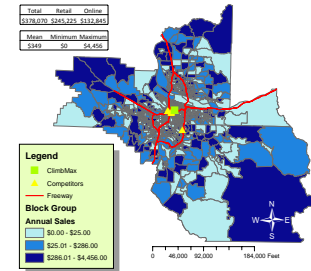 Total Retail Online
$378,070 $245,225 $132,845
Mean Minimum Maximum
$349 $0 $4,456
Legend
ClimbMax
Competitors
Freeway
Block Group
Annual Sales
$0.00 - $25.00
$25.01 - $286.00
$286.01 - $4,456.00
N
W E
S
0 46,000 92,000 184,000 Feet